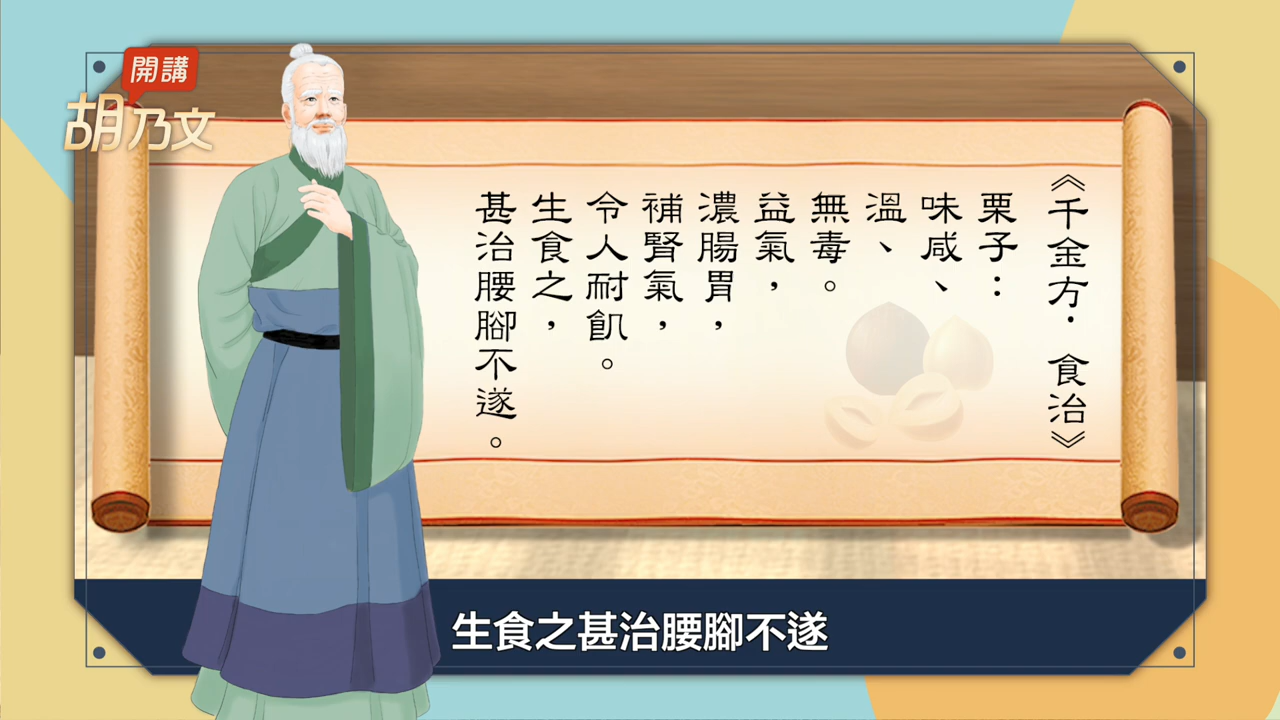 開講
胡乃文
《千金方· 食治》
栗子：
味咸、
溫、
無毒。
益氣，
濃腸胃，
補腎氣，
令人耐飢。
生食之，
甚治腰腳不遂。
生食之甚治腰腳不遂